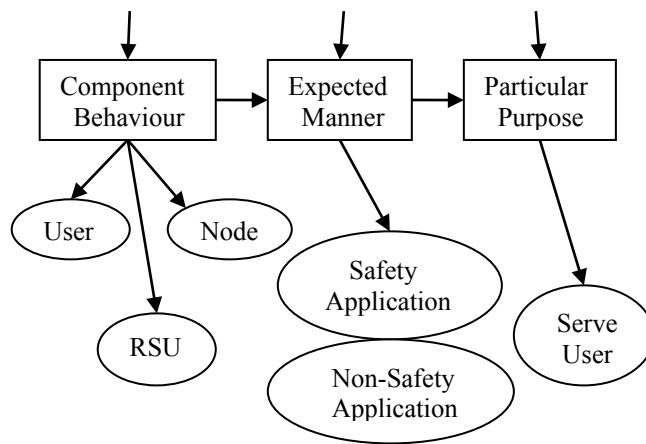 Component
Behaviour
Expected
Manner
Particular
Purpose
User
Node
RSU
Safety
Application
Non-Safety
Application
Serve
User